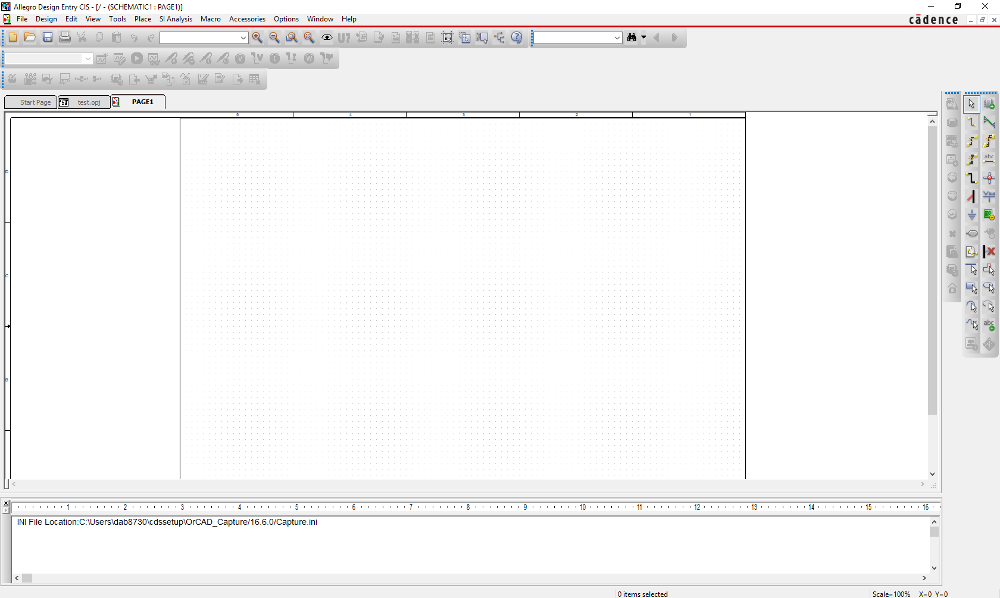 Allegro Design Entry CIS - [/ - (SCHEMATIC1 : PAGE1)]
File Design Edit View Tools Place SI Analysis Macro Accessories Options Window Help
cādence
U?
V V I I W
Start Page test.opj PAGE1
5 4 3 2 1
D
C
B
abc
Vxx
abc
1 2 3 4 5 6 7 8 9 10 11 12 13 14 15 16
INI File Location:C:\Users\dab8730\cdssetup\OrCAD_Capture/16.6.0/Capture.ini
0 items selected Scale=100% X=0 Y=0